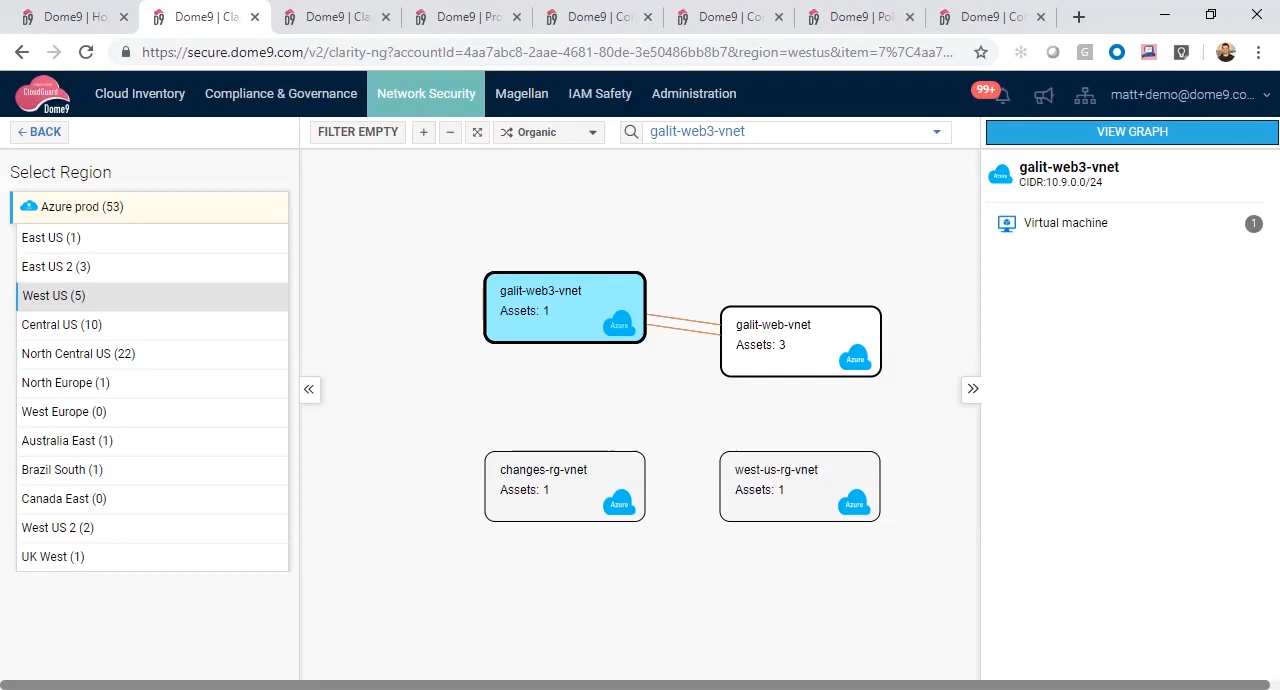 Dome9 | Ho
Dome9 | Cla
Dome9 | Cla
Dome9 | Pro
Dome9 | Cor
Dome9 | Co
Dome9 | Pol
Dome9 | Cor
https://secure.dome9.com/v2/clarity-ng?accountId=4aa7abc8-2aae-4681-80de-3e50486bb8b7&region=westus&item=7%7C4aa7...
CloudGuard
Dome9
Cloud Inventory
Compliance & Governance
Network Security
Magellan
IAM Safety
Administration
99+
matt+demo@dome9.co...
BACK
FILTER EMPTY
+
−
Organic
galit-web3-vnet
VIEW GRAPH
Select Region
Azure prod (53)
East US (1)
East US 2 (3)
West US (5)
Central US (10)
North Central US (22)
North Europe (1)
West Europe (0)
Australia East (1)
Brazil South (1)
Canada East (0)
West US 2 (2)
UK West (1)
galit-web3-vnet
Assets: 1
Azure
galit-web-vnet
Assets: 3
Azure
changes-rg-vnet
Assets: 1
Azure
west-us-rg-vnet
Assets: 1
Azure
Azure
galit-web3-vnet
CIDR:10.9.0.0/24
Virtual machine
1